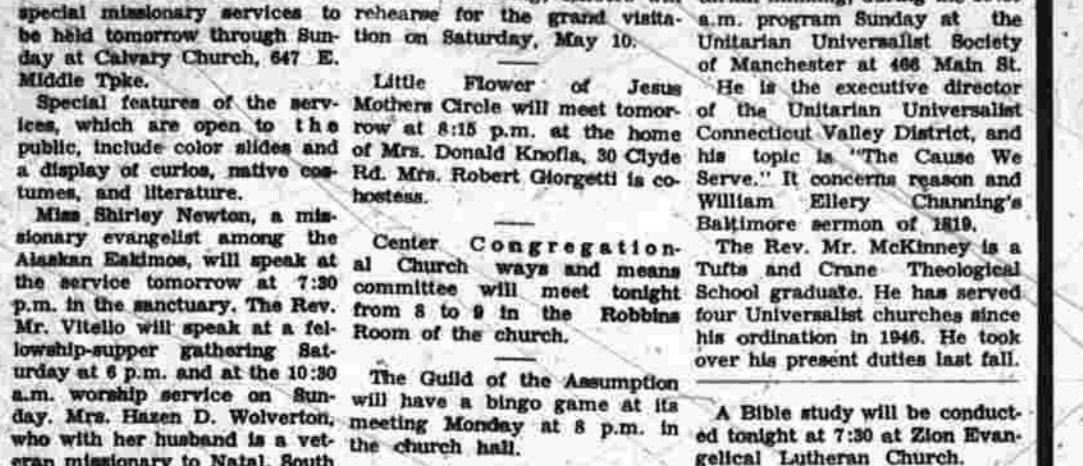 special missionary services to
be held tomorrow through Sun-
day at Calvary Church, 647 E.
Middle Tpke.
Special features of the serv-
ices, which are open to the
public, include color slides and
a display of curios, native cos-
tumes, and literature.
Miss Shirley Newton, a mis-
sionary evangelist among the
Alaskan Eskimos, will speak at
the service tomorrow at 7:30
p.m. in the sanctuary. The Rev.
Mr. Vitello will speak at a fel-
lowship-supper gathering Sat-
urday at 6 p.m. and at the 10:30
a.m. worship service on Sun-
day. Mrs. Hazen D. Wolverton,
who with her husband is a vet-
eran missionary to Natal, South
rehearse for the grand visita-
tion on Saturday, May 10.
Little Flower of Jesus
Mothers Circle will meet tomor-
row at 8:15 p.m. at the home
of Mrs. Donald Knofla, 30 Clyde
Rd. Mrs. Robert Giorgetti is co-
hostess.
Center Congregation-
al Church ways and means
committee will meet tonight
from 8 to 9 in the Robbins
Room of the church.
The Guild of the Assumption
will have a bingo game at its
meeting Monday at 8 p.m. in
the church hall.
a.m. program Sunday at the
Unitarian Universalist Society
of Manchester at 466 Main St.
He is the executive director
of the Unitarian Universalist
Connecticut Valley District, and
his topic is "The Cause We
Serve." It concerns reason and
William Ellery Channing's
Baltimore sermon of 1819.
The Rev. Mr. McKinney is a
Tufts and Crane Theological
School graduate. He has served
four Universalist churches since
his ordination in 1946. He took
over his present duties last fall.
A Bible study will be conduct-
ed tonight at 7:30 at Zion Evan-
gelical Lutheran Church.